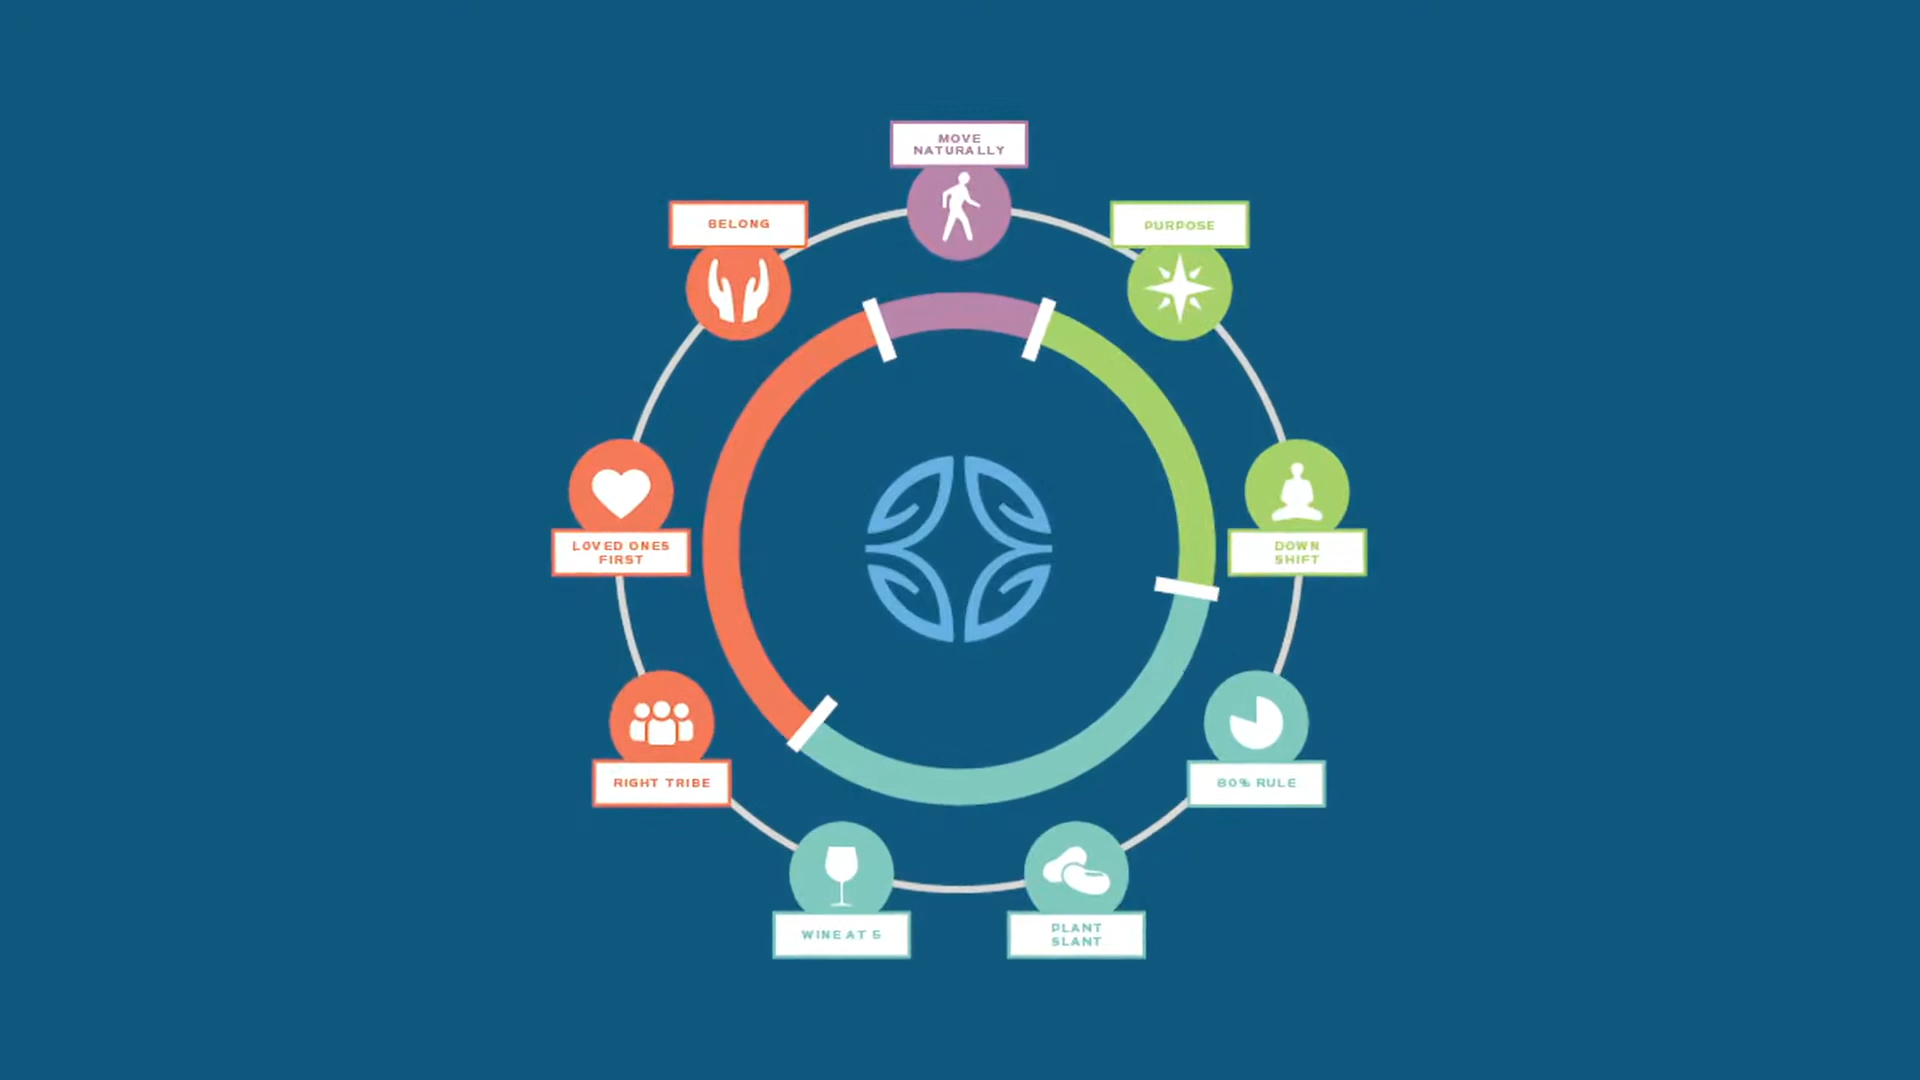 MOVE
NATURALLY
BELONG
PURPOSE
LOVED ONES
FIRST
DOWN
SHIFT
RIGHT TRIBE
80% RULE
WINE AT 5
PLANT
SLANT